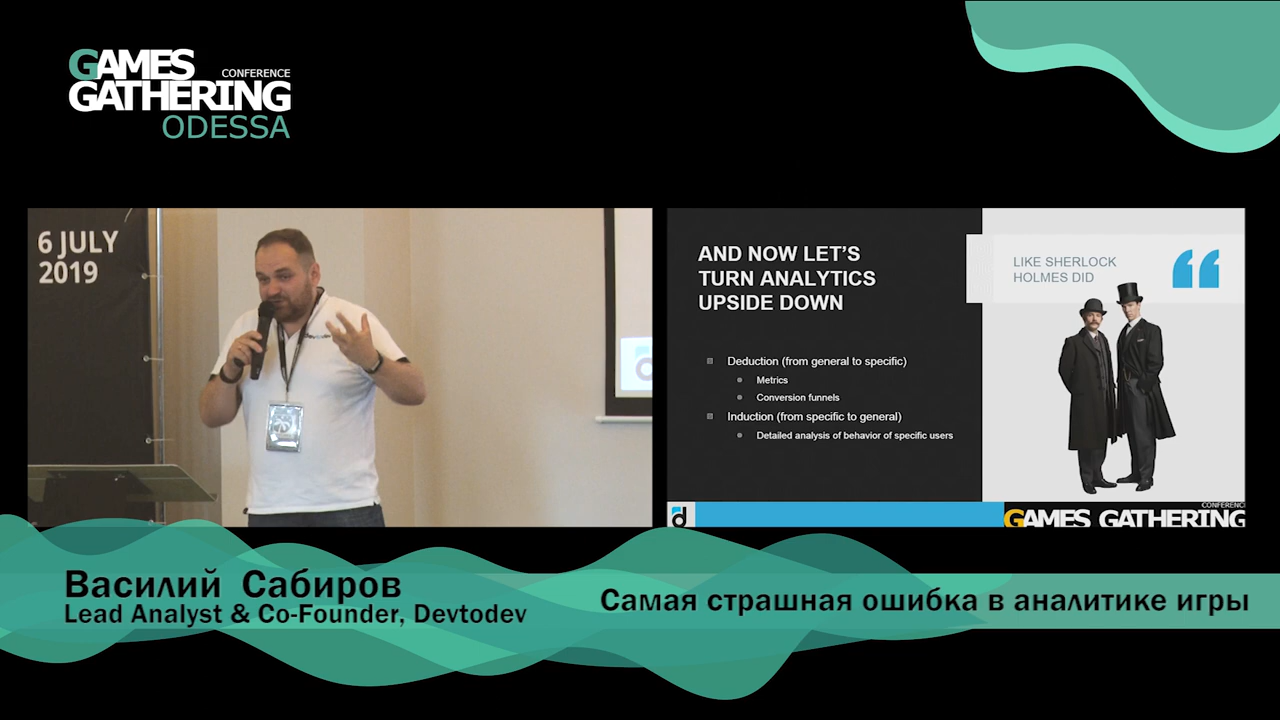 GAMES
CONFERENCE
GATHERING
ODESSA
6 JULY
2019
AND NOW LET'S
TURN ANALYTICS
UPSIDE DOWN
LIKE SHERLOCK
HOLMES DID
Deduction (from general to specific)
Metrics
Conversion funnels
Induction (from specific to general)
Detailed analysis of behavior of specific users
CONFERENC
GAMES GATHERING
Василий Сабиров
Lead Analyst & Co-Founder, Devtodev
Самая страшная ошибка в аналитике игры